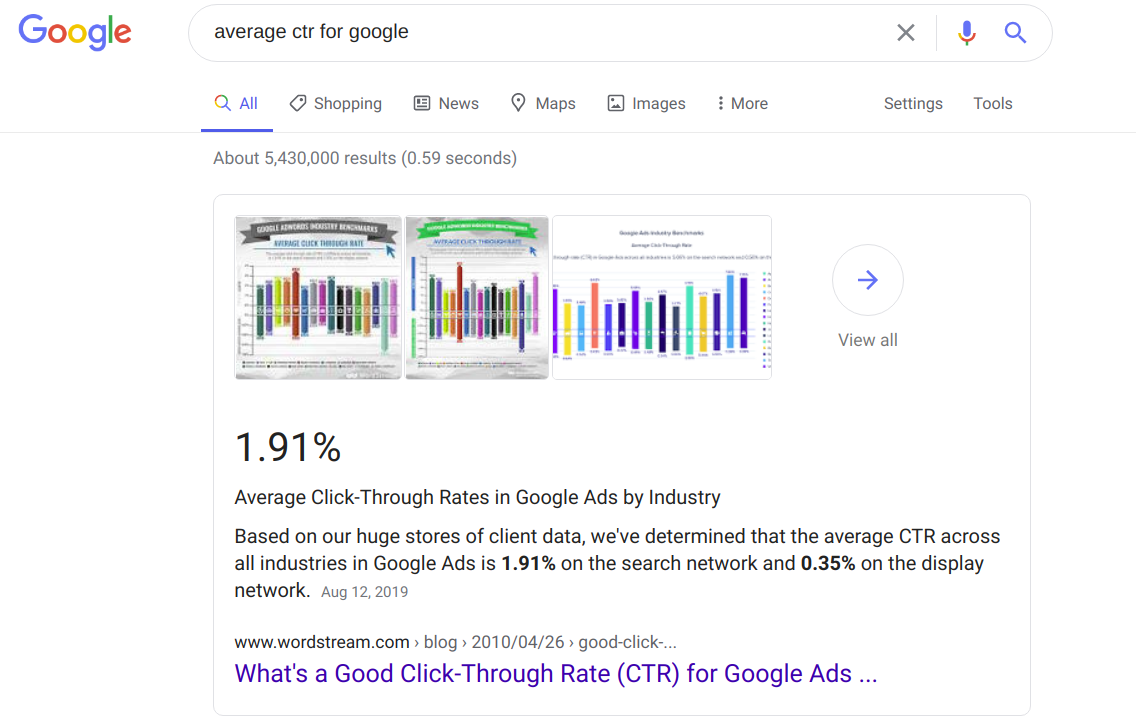 Google
average ctr for google
All
Shopping
News
Maps
Images
More
Settings
Tools
About 5,430,000 results (0.59 seconds)
GOOGLE ADWORDS INDUSTRY BENCHMARKS
AVERAGE CLICK THROUGH RATE
GOOGLE ADWORDS INDUSTRY BENCHMARKS
AVERAGE CLICK THROUGH RATE
Google Ads Industry Benchmarks
Average Click Through Rate
View all
1.91%
Average Click-Through Rates in Google Ads by Industry
Based on our huge stores of client data, we've determined that the average CTR across
all industries in Google Ads is 1.91% on the search network and 0.35% on the display
network. Aug 12, 2019
www.wordstream.com › blog › 2010/04/26 › good-click-...
What's a Good Click-Through Rate (CTR) for Google Ads ...